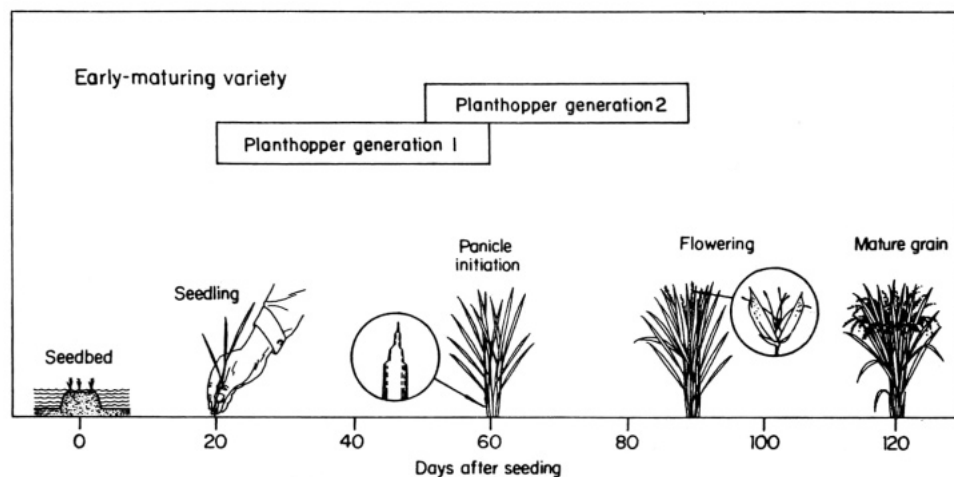 Early-maturing variety
Planthopper generation 2
Planthopper generation 1
Panicle
initiation
Flowering
Mature grain
Seedling
Seedbed
0 20 40 60 80 100 120
Days after seeding